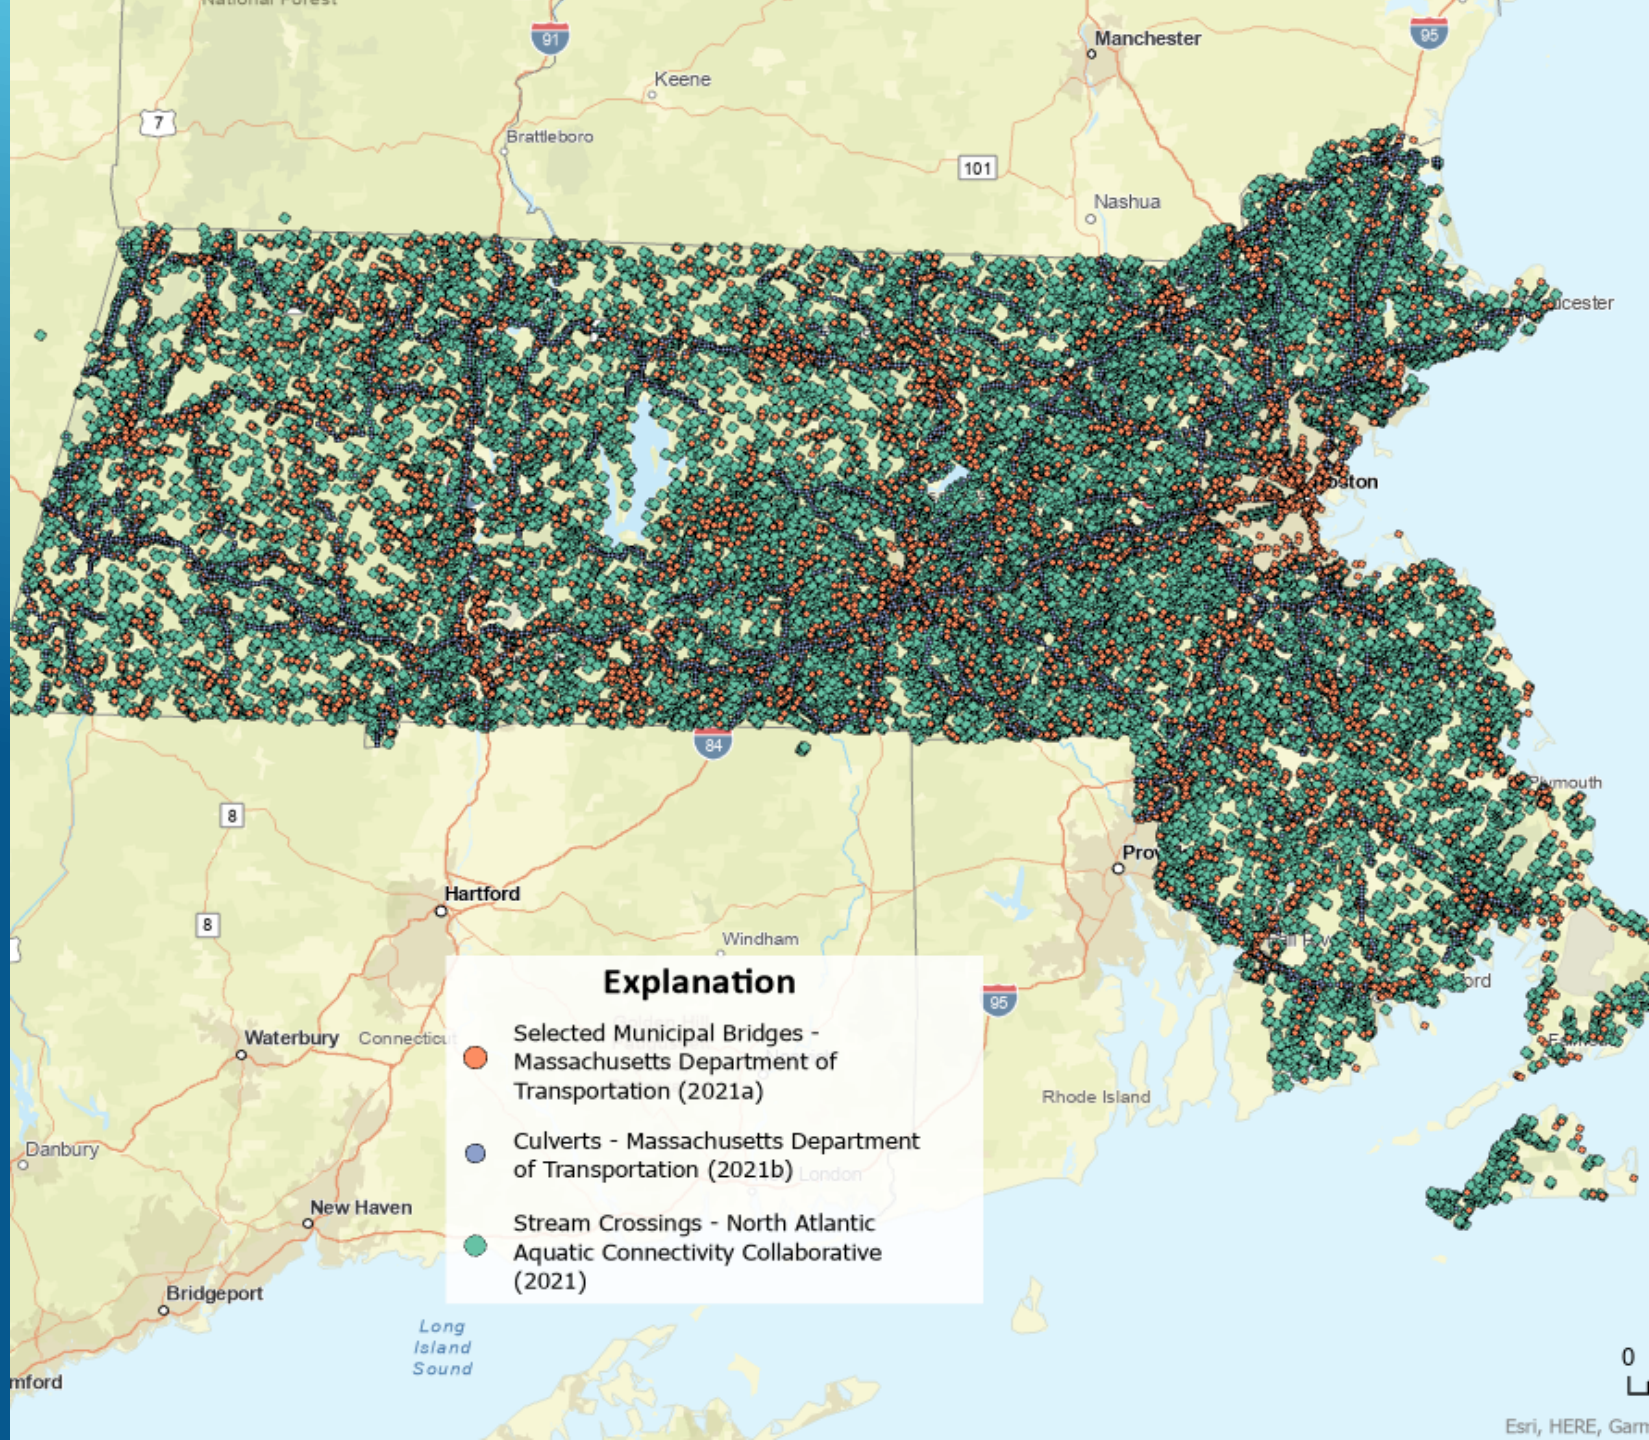 National Forest
91
Manchester
95
Keene
7
Brattleboro
101
Nashua
ucester
oston
84
Plymouth
8
Prov
Hartford
8
Windham
ord
Explanation
95
Selected Municipal Bridges -
Massachusetts Department of
Transportation (2021a)
Waterbury
Connecticut
Rhode Island
Culverts - Massachusetts Department
of Transportation (2021b)
London
Danbury
New Haven
Stream Crossings - North Atlantic
Aquatic Connectivity Collaborative
(2021)
Bridgeport
Long
Island
Sound
0
mford
Esri, HERE, Garm